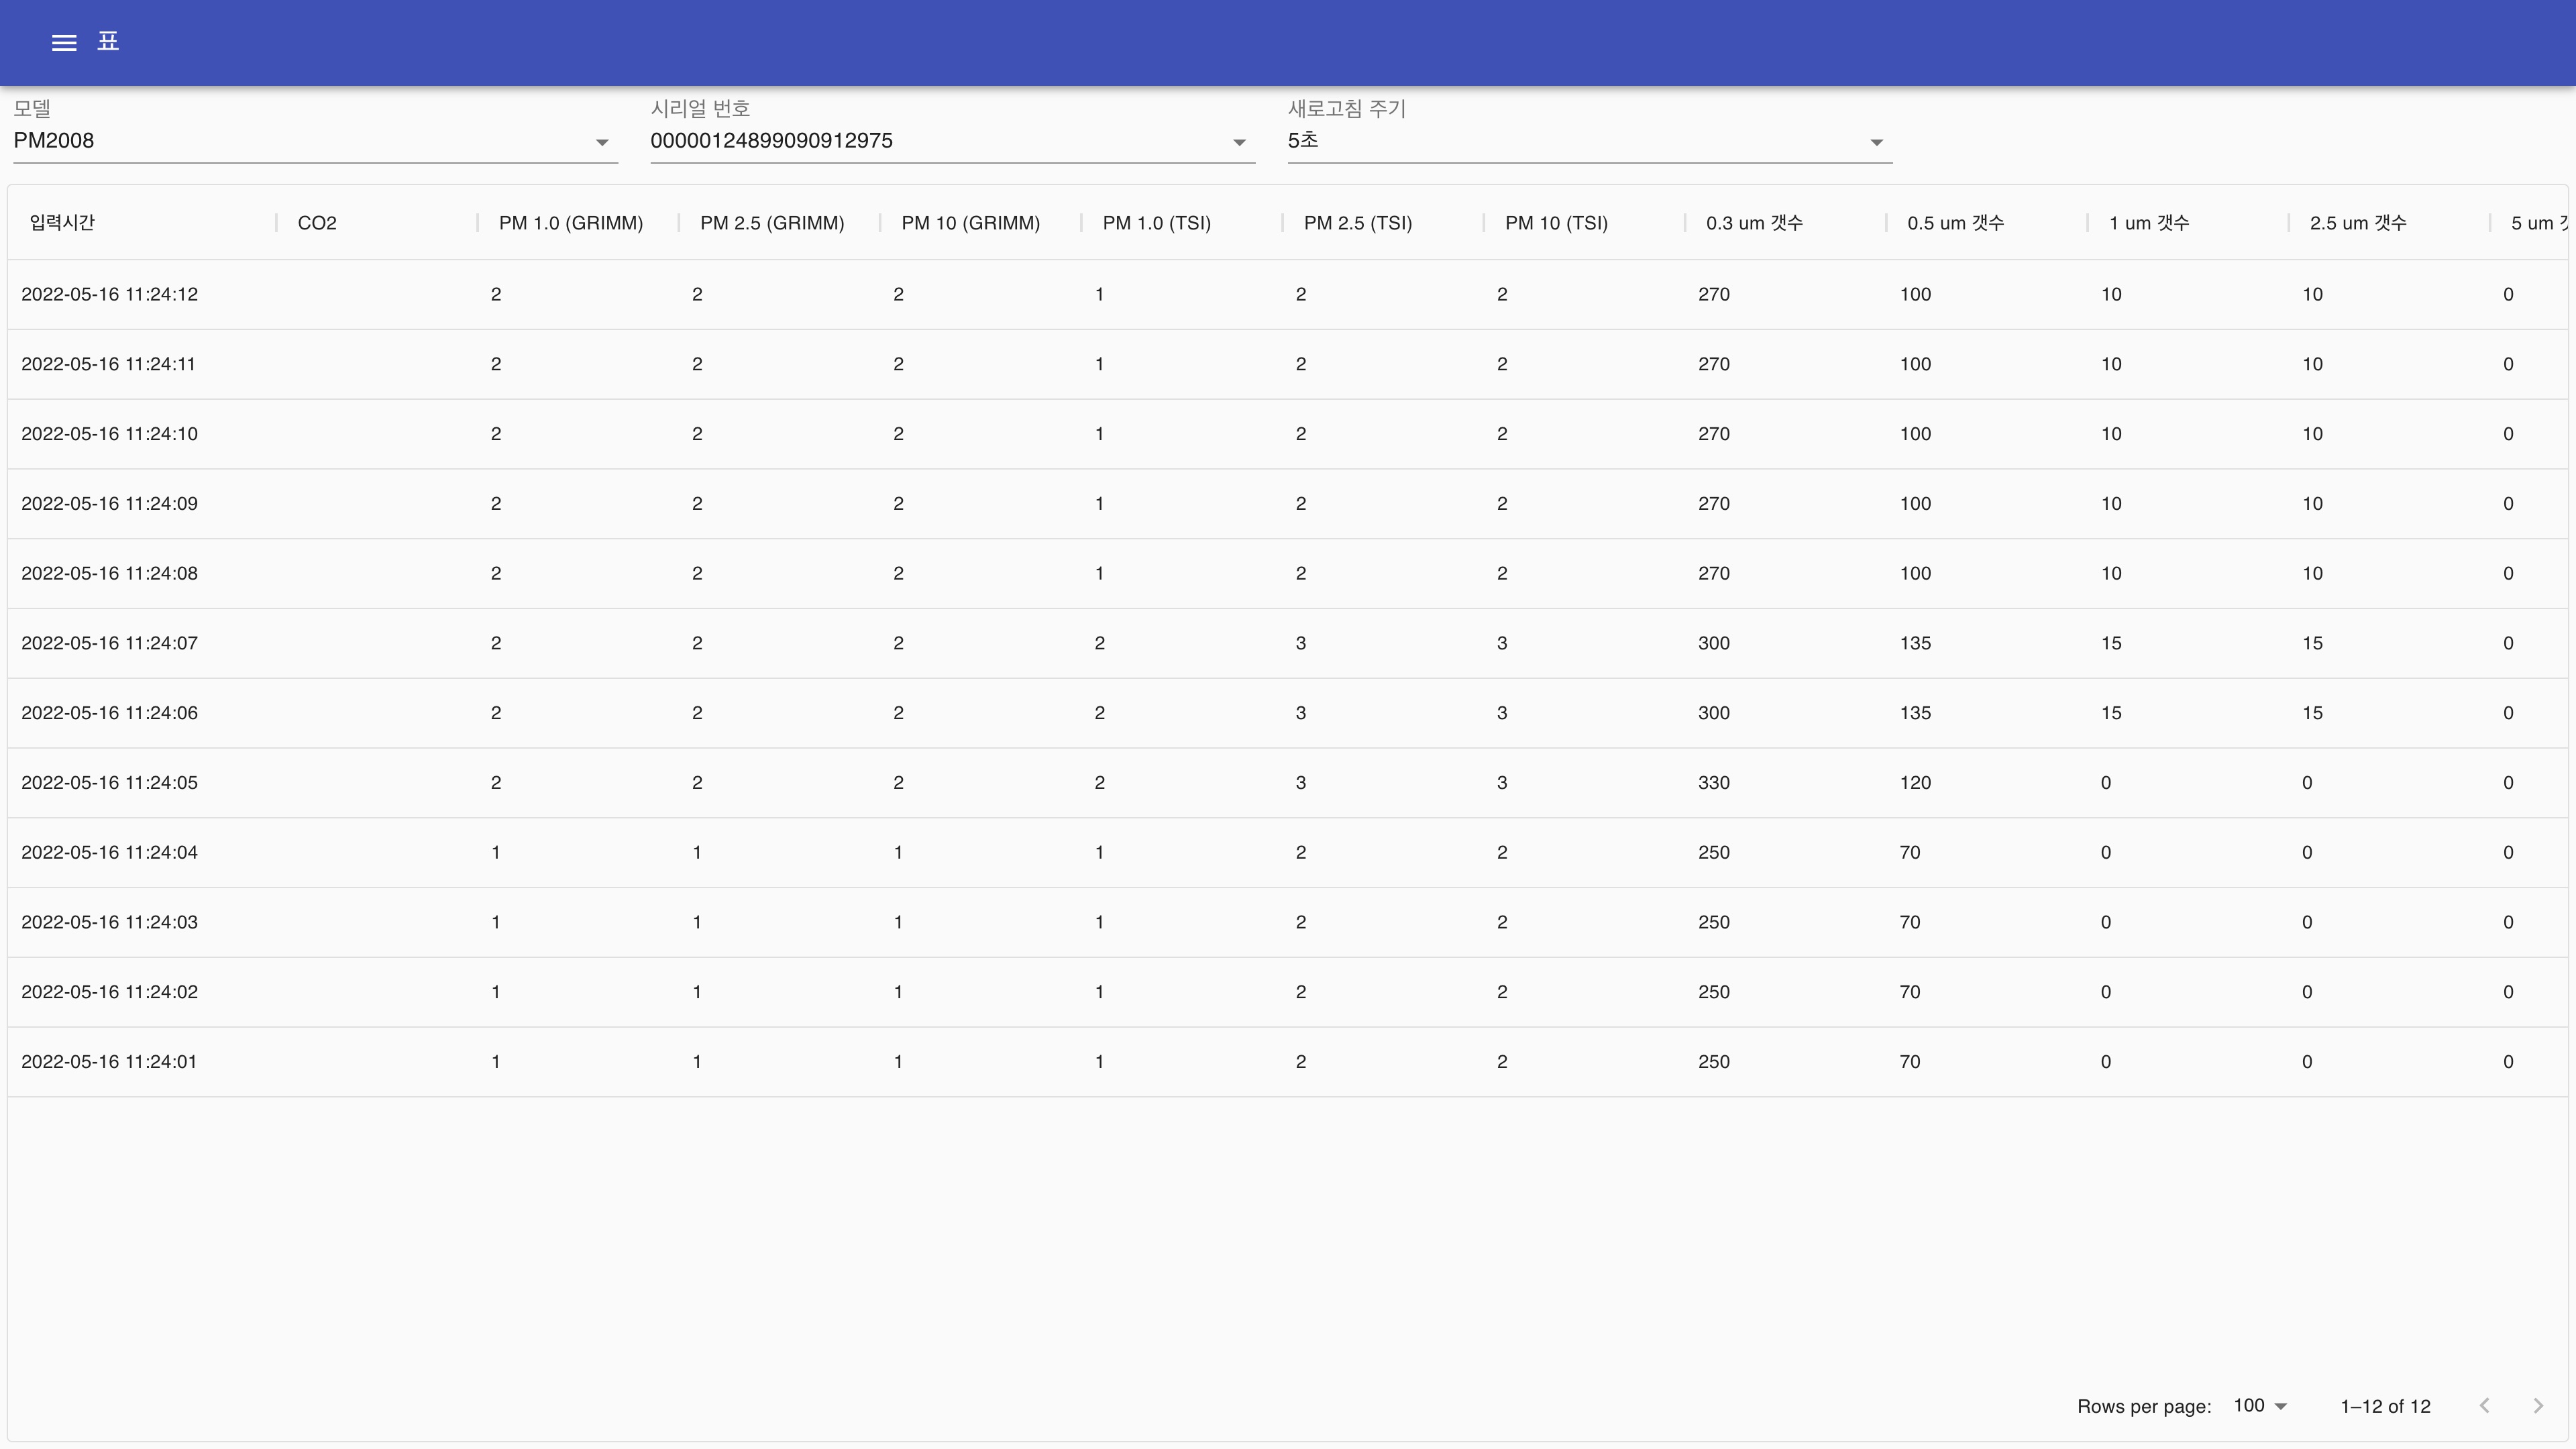 표
모델 시리얼 번호 새로고침 주기
PM2008 00000124899090912975 5초
입력시간 CO2 PM 1.0 (GRIMM) PM 2.5 (GRIMM) PM 10 (GRIMM) PM 1.0 (TSI) PM 2.5 (TSI) PM 10 (TSI) 0.3 um 갯수 0.5 um 갯수 1 um 갯수 2.5 um 갯수 5 um
2022-05-16 11:24:12 2 2 2 1 2 2 270 100 10 10 0
2022-05-16 11:24:11 2 2 2 1 2 2 270 100 10 10 0
2022-05-16 11:24:10 2 2 2 1 2 2 270 100 10 10 0
2022-05-16 11:24:09 2 2 2 1 2 2 270 100 10 10 0
2022-05-16 11:24:08 2 2 2 1 2 2 270 100 10 10 0
2022-05-16 11:24:07 2 2 2 2 3 3 300 135 15 15 0
2022-05-16 11:24:06 2 2 2 2 3 3 300 135 15 15 0
2022-05-16 11:24:05 2 2 2 2 3 3 330 120 0 0 0
2022-05-16 11:24:04 1 1 1 1 2 2 250 70 0 0 0
2022-05-16 11:24:03 1 1 1 1 2 2 250 70 0 0 0
2022-05-16 11:24:02 1 1 1 1 2 2 250 70 0 0 0
2022-05-16 11:24:01 1 1 1 1 2 2 250 70 0 0 0
Rows per page: 100 1–12 of 12